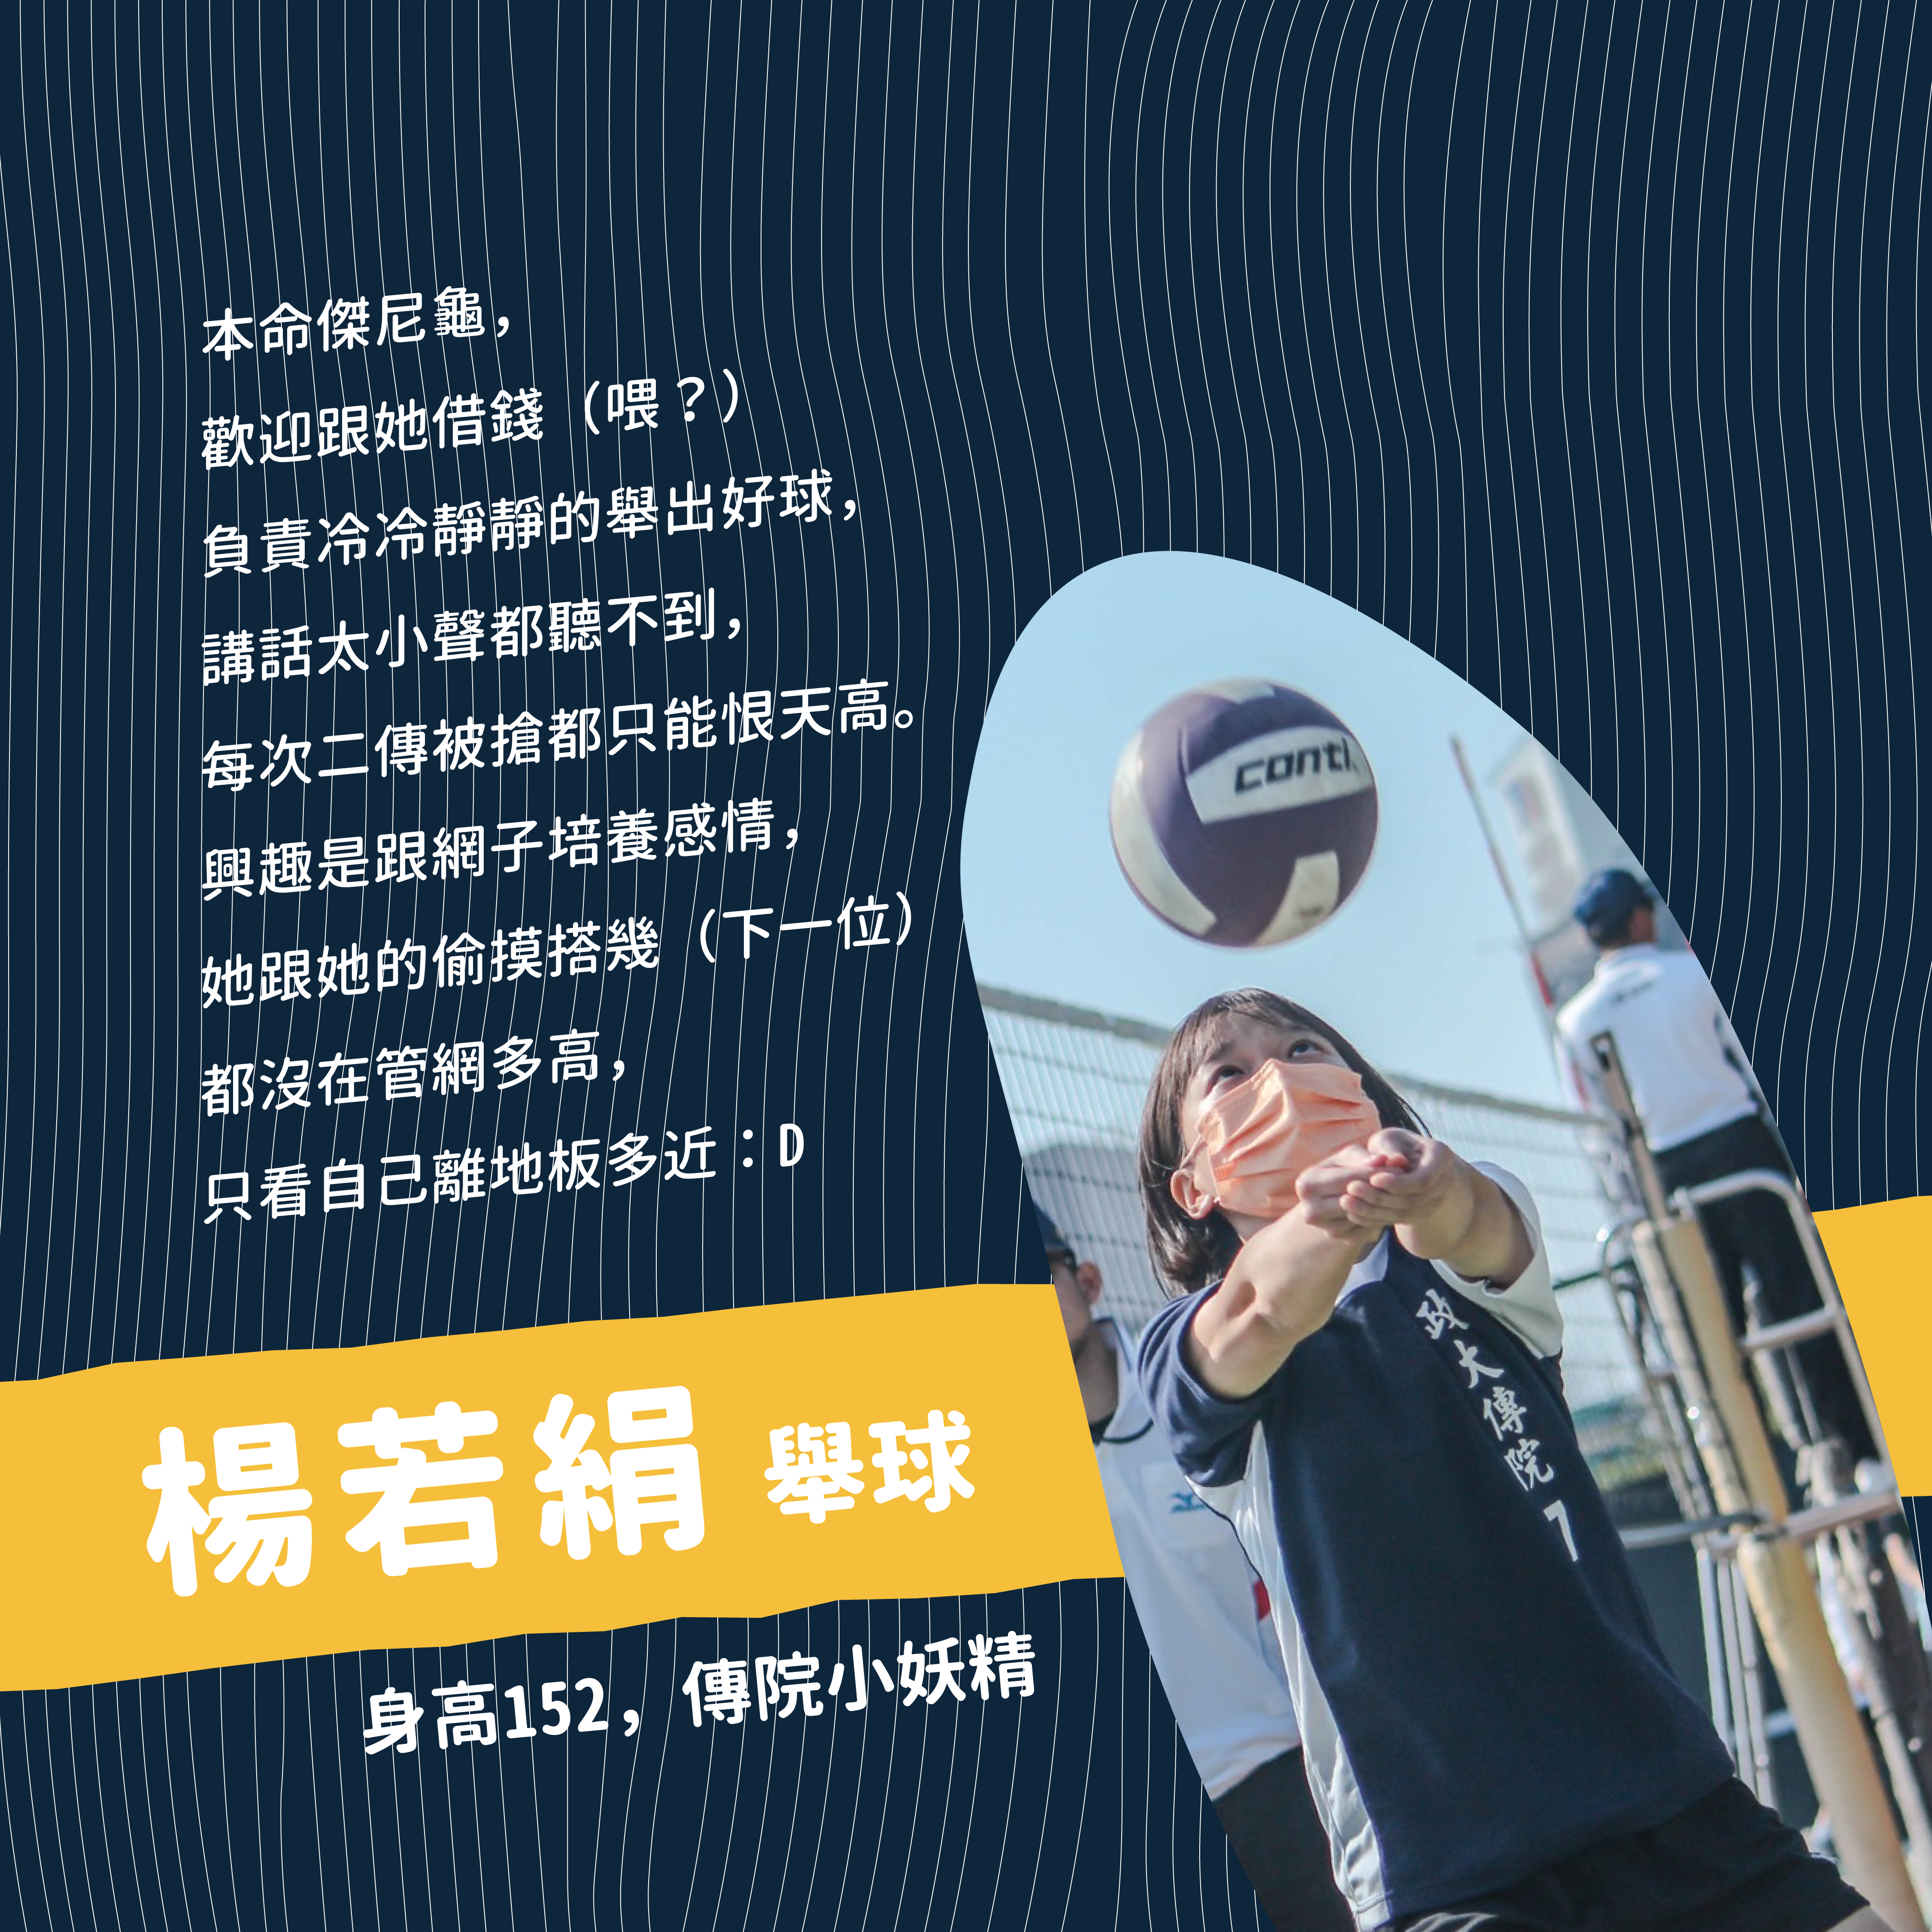 本命傑尼龜，
歡迎跟她借錢（喂？）
負責冷冷靜靜的舉出好球，
講話太小聲都聽不到，
每次二傳被搶都只能恨天高。
興趣是跟網子培養感情，
她跟她的偷摸搭幾（下一位）
都沒在管網多高，
只看自己離地板多近：D
conti
政大傳院
7
楊若絹 舉球
身高152，傳院小妖精